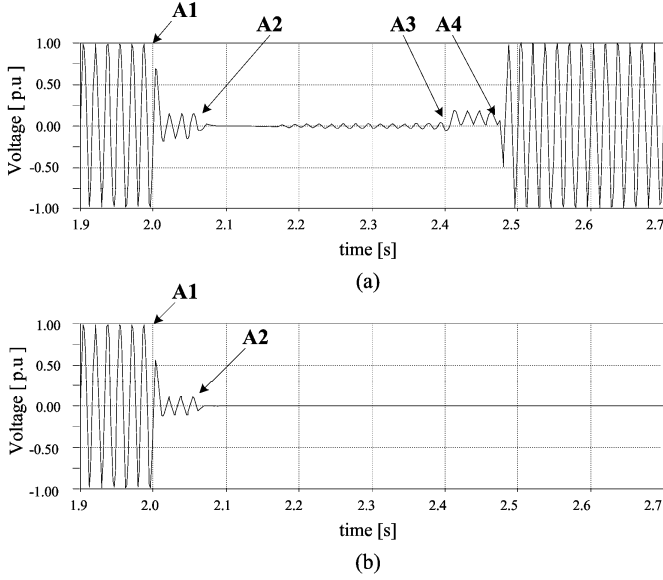 A1
A2
A3
A4
1.00
0.50
0.00
-0.50
-1.00
Voltage [ p.u ]
1.9
2.0
2.1
2.2
2.3
2.4
2.5
2.6
2.7
time [s]
(a)
A1
A2
1.00
0.50
0.00
-0.50
-1.00
Voltage [ p.u ]
1.9
2.0
2.1
2.2
2.3
2.4
2.5
2.6
2.7
time [s]
(b)